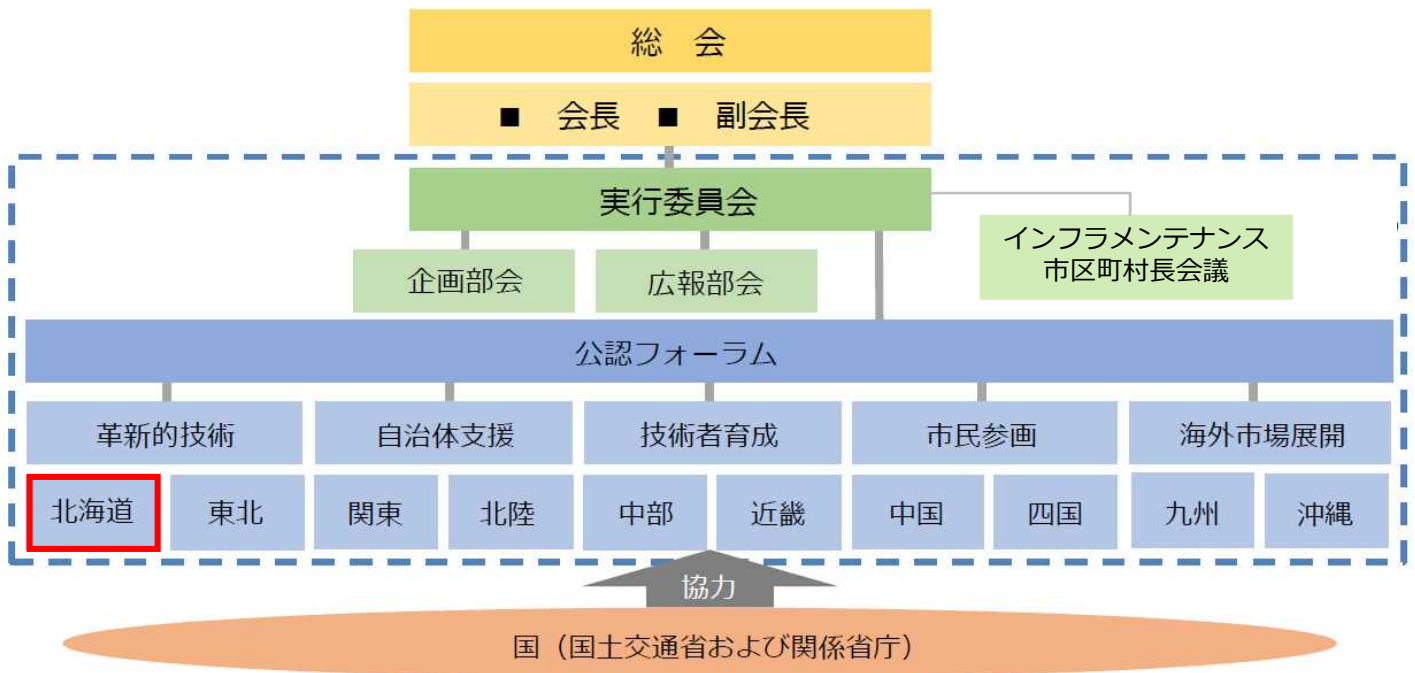 総　会
■　会長　■　副会長
実行委員会
インフラメンテナンス
市区町村長会議
企画部会
広報部会
公認フォーラム
革新的技術
自治体支援
技術者育成
市民参画
海外市場展開
北海道
東北
関東
北陸
中部
近畿
中国
四国
九州
沖縄
協力
国（国土交通省および関係省庁）